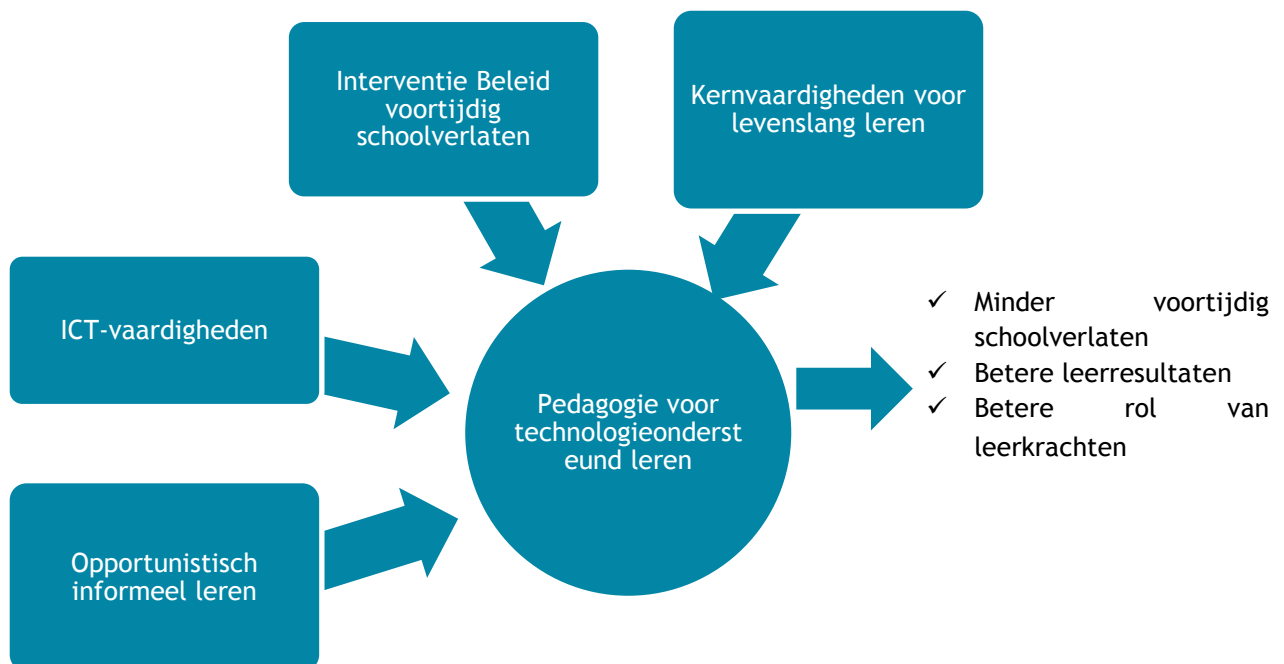 Interventie Beleid
voortijdig
schoolverlaten
Kernvaardigheden voor
levenslang leren
ICT-vaardigheden
Opportunistisch
informeel leren
Pedagogie voor
technologieonderst
eund leren
✓ Minder voortijdig
schoolverlaten
✓ Betere leerresultaten
✓ Betere rol van
leerkrachten